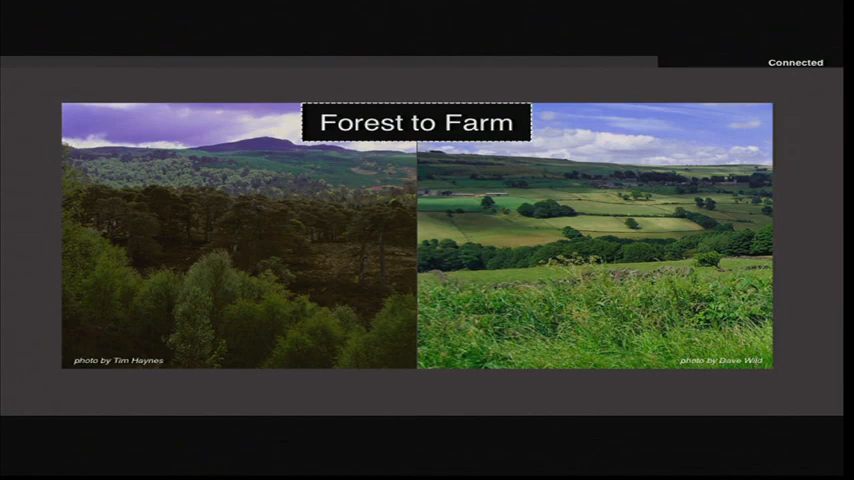 Connected
Forest to Farm
photo by Tim Haynes
photo by Dave Wild